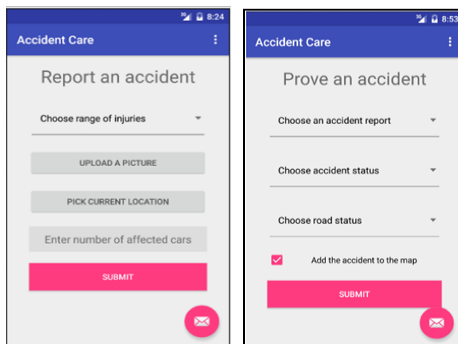 8:24
Accident Care
Report an accident
Choose range of injuries
UPLOAD A PICTURE
PICK CURRENT LOCATION
Enter number of affected cars
SUBMIT
8:53
Accident Care
Prove an accident
Choose an accident report
Choose accident status
Choose road status
Add the accident to the map
SUBMIT